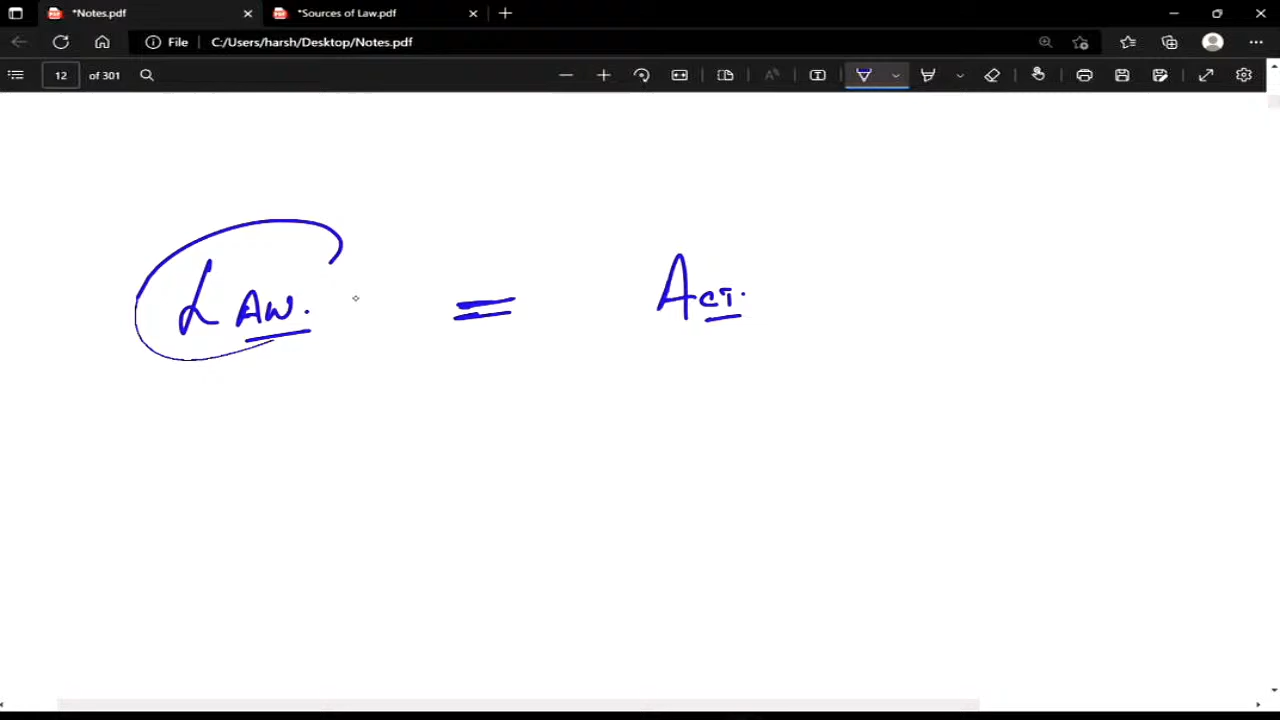 *Notes.pdf *Sources of Law.pdf
File C:/Users/harsh/Desktop/Notes.pdf
12 of 301
LAW. = ACT.